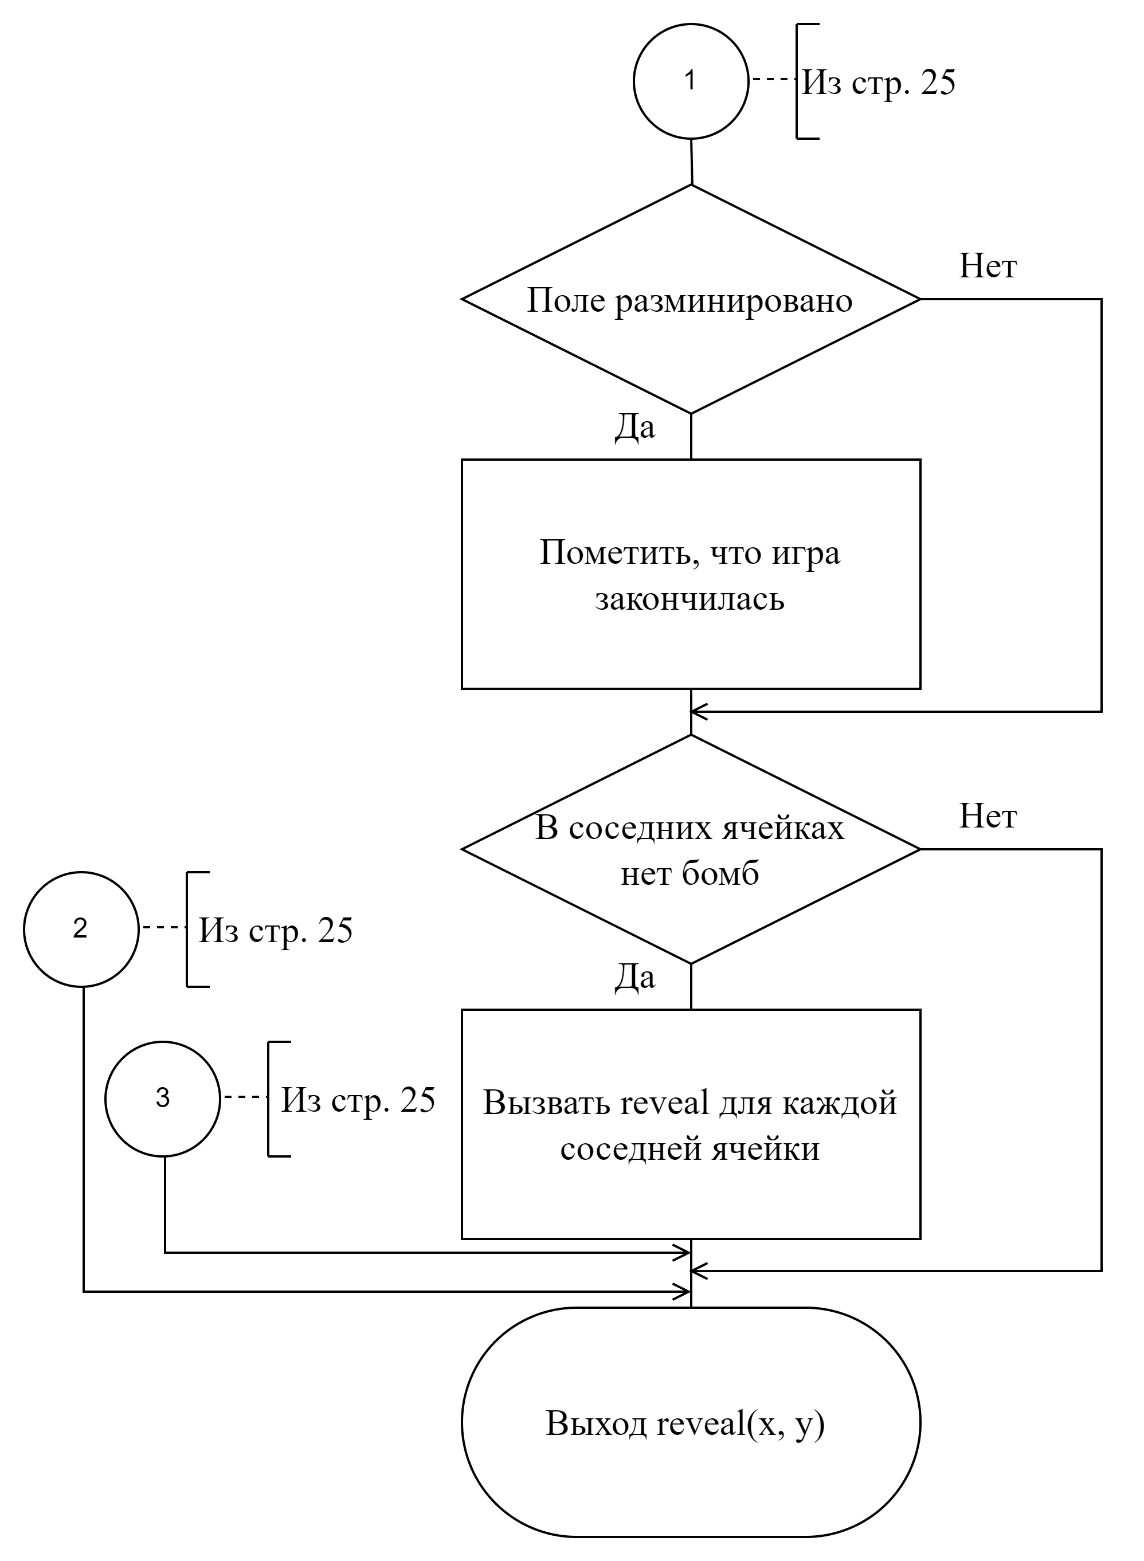 1
Из стр. 25
Нет
Поле разминировано
Да
Пометить, что игра
закончилась
Нет
В соседних ячейках
нет бомб
2
Из стр. 25
Да
3
Из стр. 25
Вызвать reveal для каждой
соседней ячейки
Выход reveal(x, y)